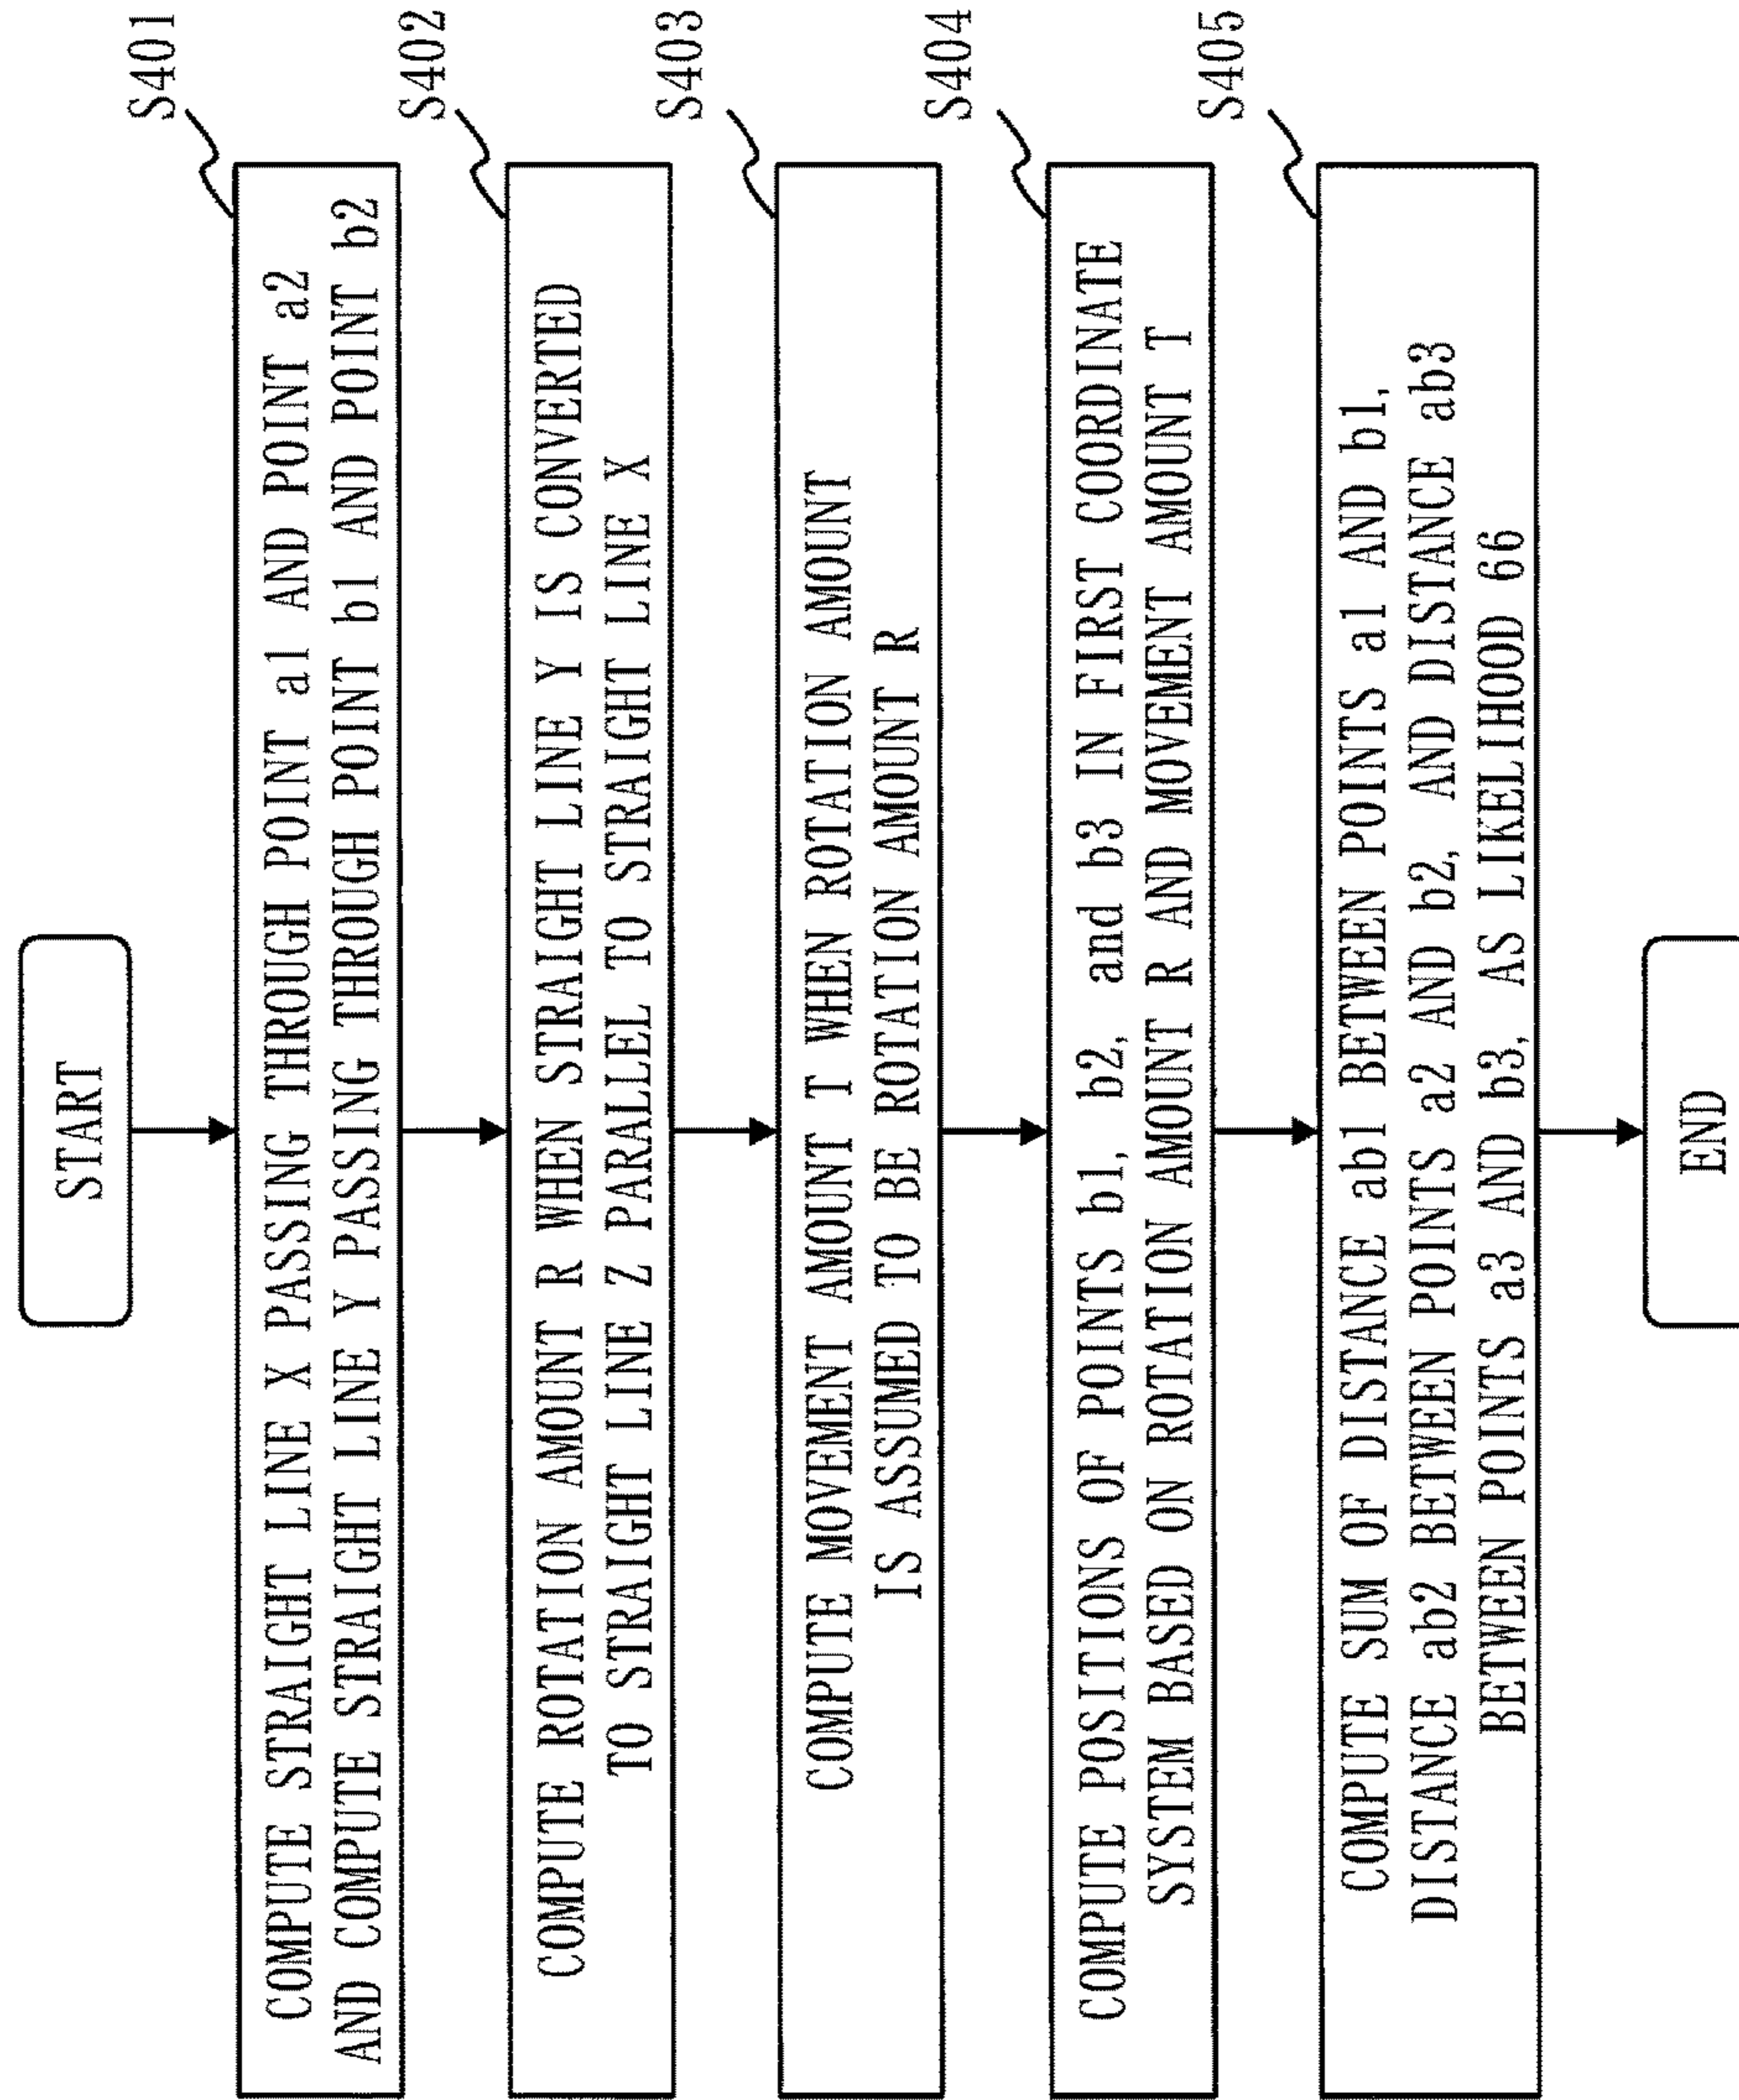 START
S401
COMPUTE STRAIGHT LINE X PASSING THROUGH POINT a1 AND POINT a2
AND COMPUTE STRAIGHT LINE Y PASSING THROUGH POINT b1 AND POINT b2
S402
COMPUTE ROTATION AMOUNT R WHEN STRAIGHT LINE Y IS CONVERTED
TO STRAIGHT LINE Z PARALLEL TO STRAIGHT LINE X
S403
COMPUTE MOVEMENT AMOUNT T WHEN ROTATION AMOUNT
IS ASSUMED TO BE ROTATION AMOUNT R
S404
COMPUTE POSITIONS OF POINTS b1, b2, and b3 IN FIRST COORDINATE
SYSTEM BASED ON ROTATION AMOUNT R AND MOVEMENT AMOUNT T
S405
COMPUTE SUM OF DISTANCE ab1 BETWEEN POINTS a1 AND b1,
DISTANCE ab2 BETWEEN POINTS a2 AND b2, AND DISTANCE ab3
BETWEEN POINTS a3 AND b3, AS LIKELIHOOD 66
END